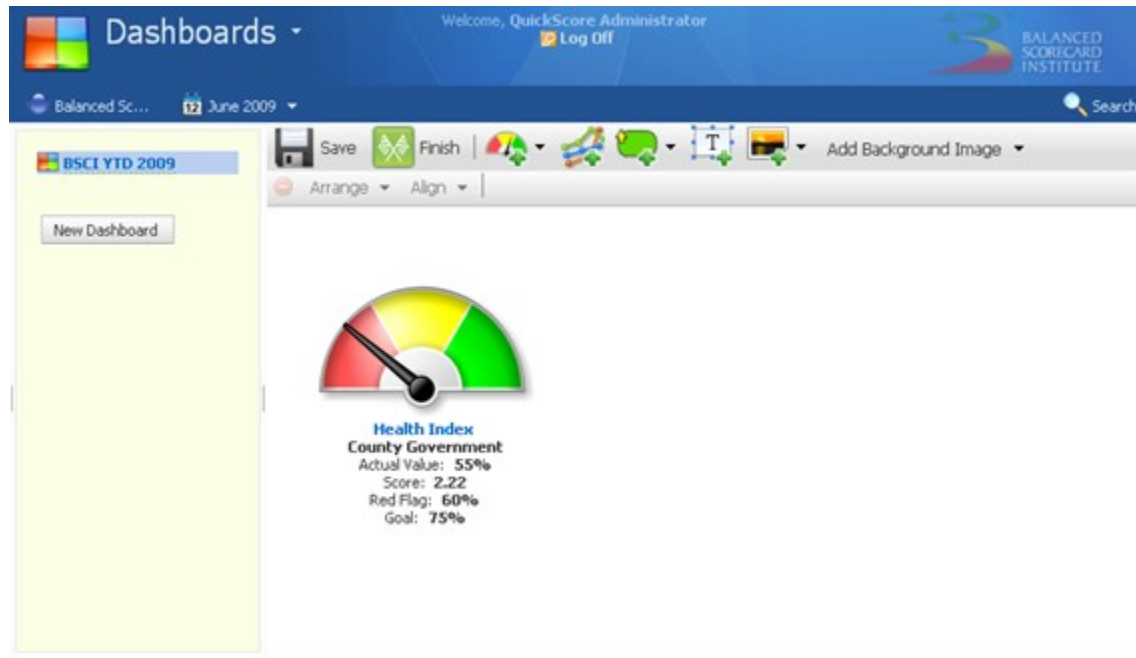 Dashboards
Welcome, QuickScore Administrator
Log Off
BALANCED
SCORECARD
INSTITUTE
Balanced Sc...
12 June 2009
Search
BSCI YTD 2009
New Dashboard
Save Finish T Add Background Image
Arrange Align
Health Index
County Government
Actual Value: 55%
Score: 2.22
Red Flag: 60%
Goal: 75%